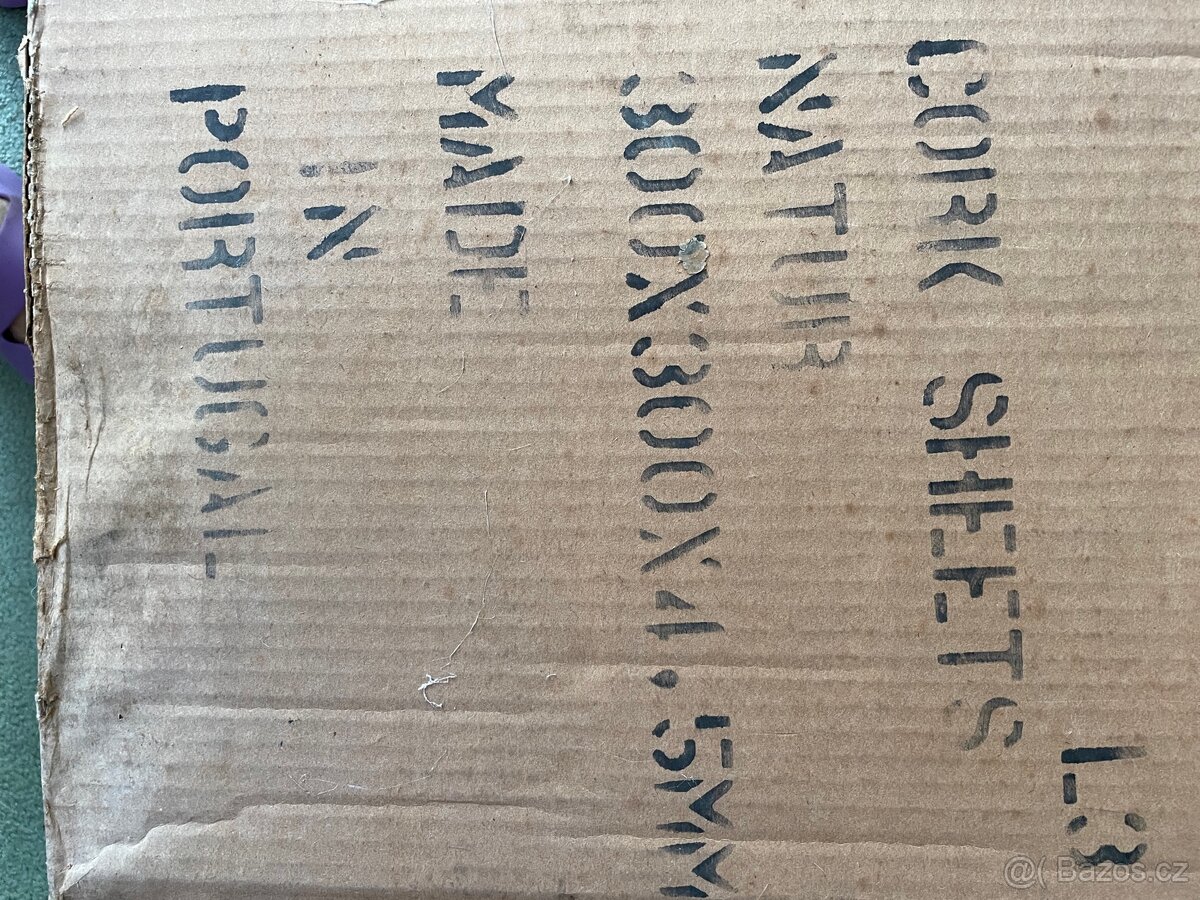 L3
CORK SHEETS
NATUR
300X300X4.5MM
MADE
IN
PORTUGAL
@( Bazos.cz